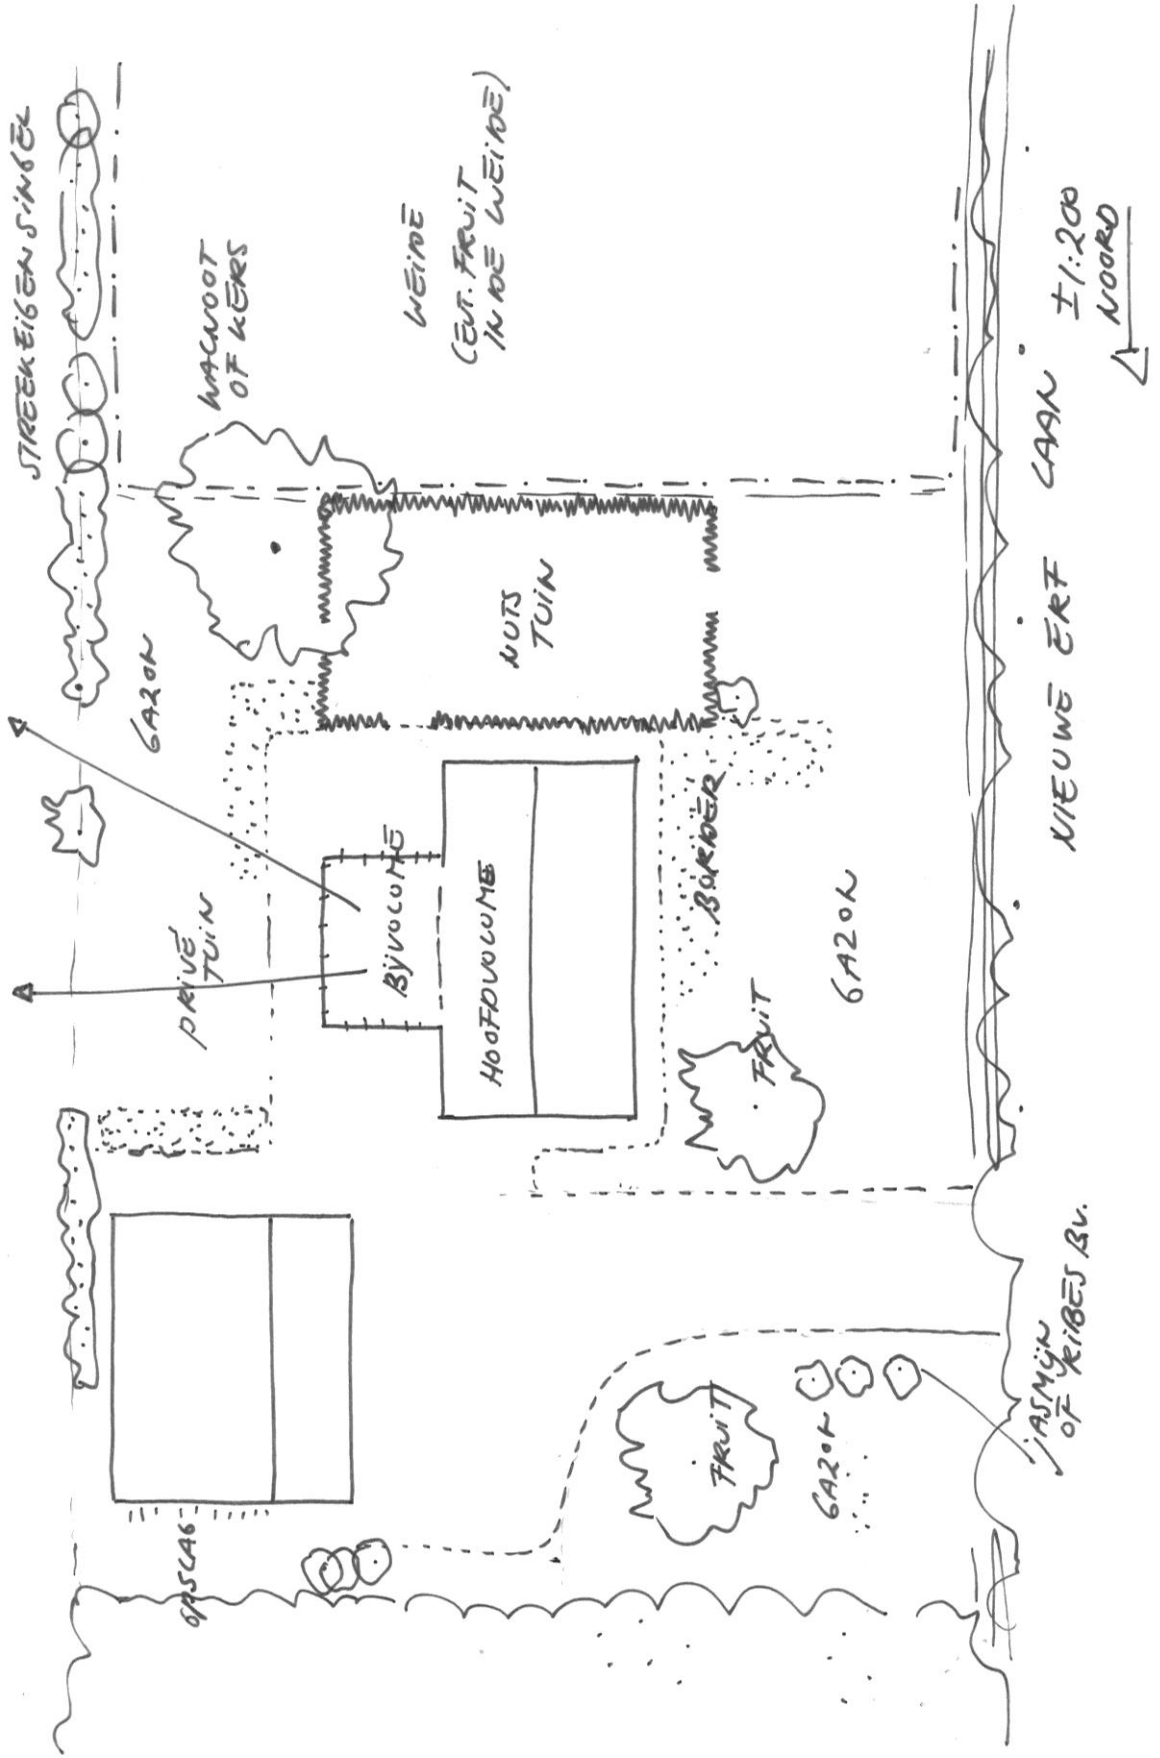 STREEKEIGEN SINGEL
OPSLAG
PRIVÉ
TUIN
GAZON
WALNOOT
OF KERS
BIJVOLUME
HOOFDVOLUME
NUTS
TUIN
WEIDE
(EVT. FRUIT
IN DE WEIDE)
BORDER
FRUIT
FRUIT
GAZON
GAZON
JASMIJN
OF RIBES BV.
NIEUWE ERF LAAN
±1:200
NOORD